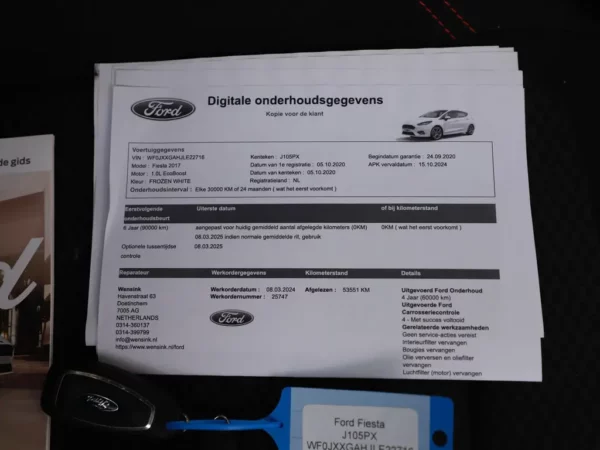 de gids
Ford
Digitale onderhoudsgegevens
Kopie voor de klant
Voertuiggegevens
VIN : WF0JXXGAHJLE22716 Kenteken : J105PX Begindatum garantie : 24.09.2020
Model : Fiesta 2017 Datum van 1e registratie : 05.10.2020 APK vervaldatum : 15.10.2024
Motor : 1.5L EcoBoost Datum van kenteken : 05.10.2020
Kleur : FROZEN WHITE Registratieland : NL
Onderhoudsinterval : Elke 30000 KM of 24 maanden ( wat het eerst voorkomt )
Eerstvolgende onderhoudsbeurt Uiterste datum of bij kilometerstand
6 Jaar (90000 km) aangepast voor huidig gemiddeld aantal afgelegde kilometers (0KM) 0KM ( wat het eerst voorkomt )
08.03.2025 indien normale gemiddelde rit, gebruik
Optionele tussentijdse controle 08.03.2025
Reparateur Werkordergegevens Kilometerstand Details
Wensink
Havenstraat 63
Doetinchem
7005 AG
NETHERLANDS
0314-360137
0314-399799
info@wensink.nl
https://www.wensink.nl/ford
Werkorderdatum : 08.03.2024
Werkordernummer : 25747
Ford
Afgelezen : 53551 KM
Uitgevoerd Ford Onderhoud
4 Jaar (60000 km)
Uitgevoerde Ford
Carrosseriecontrole
4 - Met succes voltooid
Gerelateerde werkzaamheden
Geen service-acties vereist
Interieurfilter vervangen
Bougies vervangen
Olie verversen en oliefilter
vervangen
Luchtfilter (motor) vervangen
Ford
Ford Fiesta
J105PX
WF0JXXGAHJLE22716